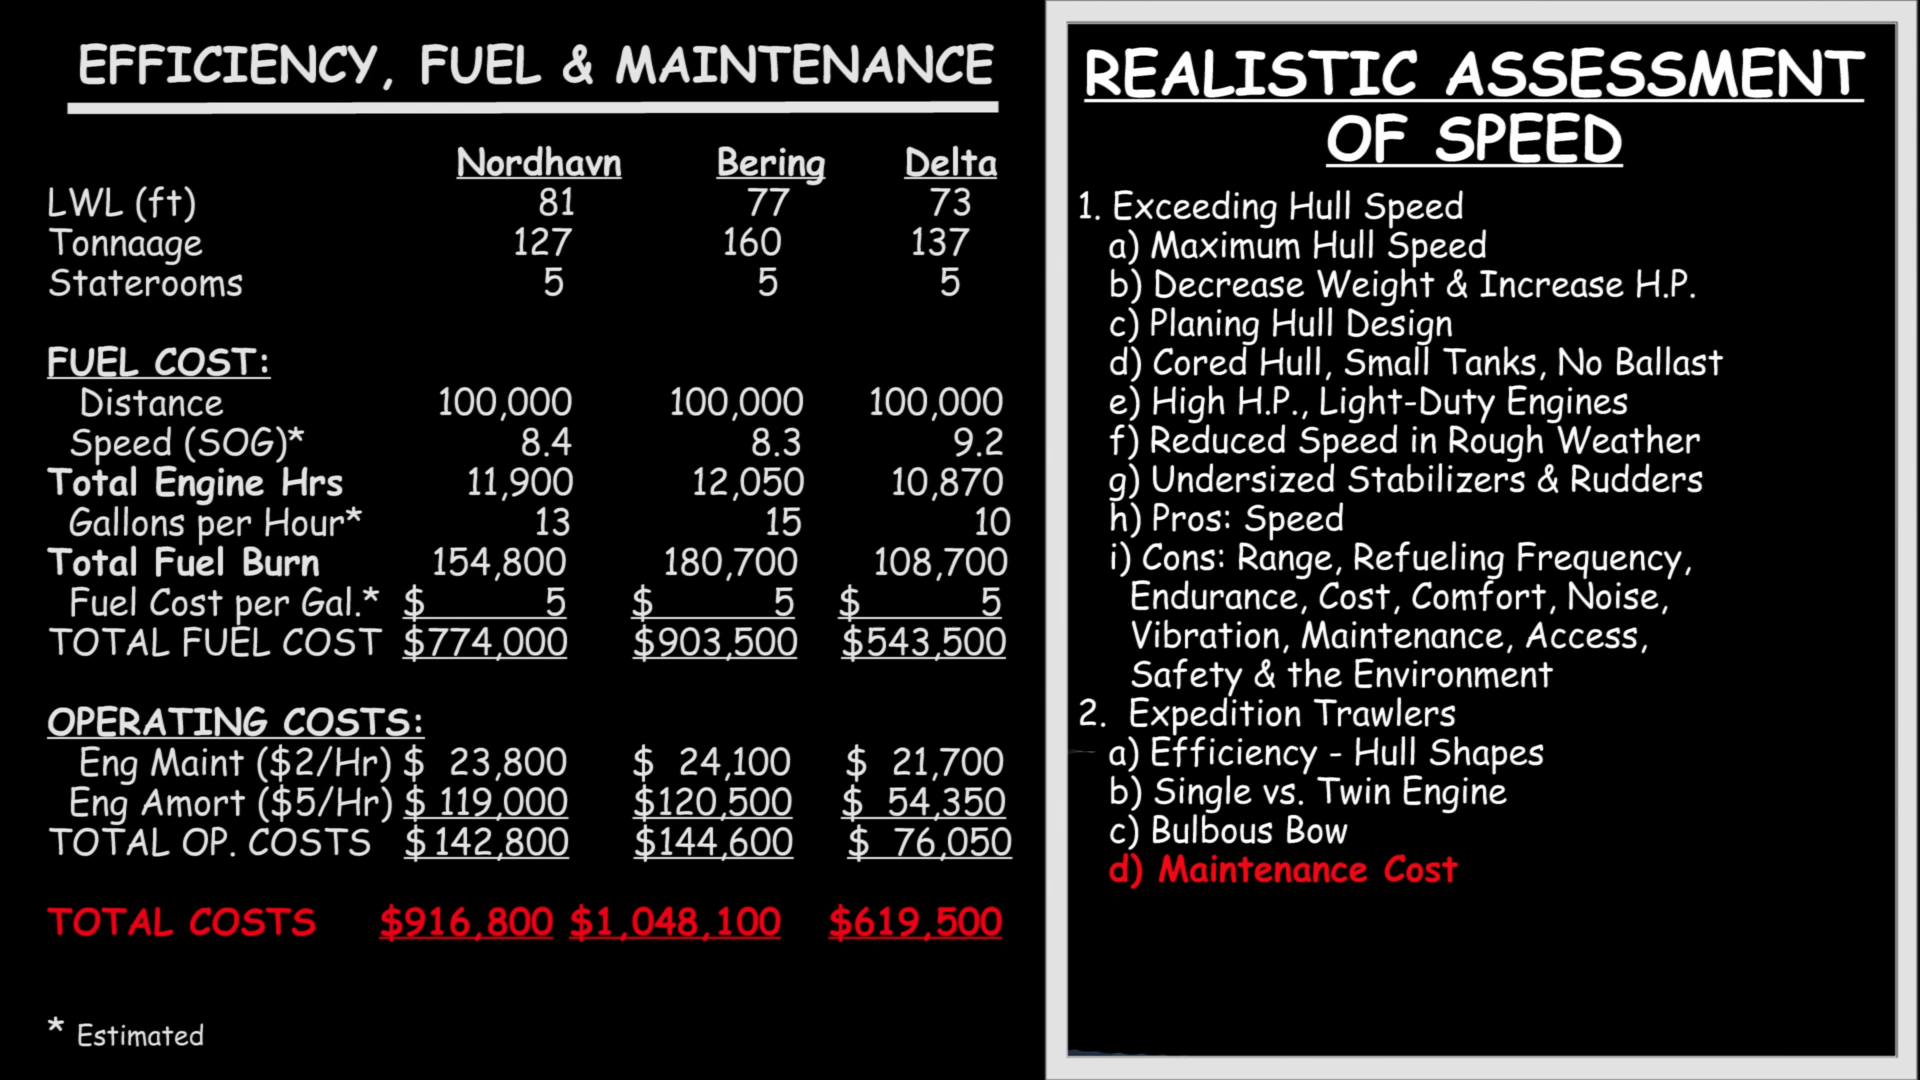 EFFICIENCY, FUEL & MAINTENANCE
Nordhavn Bering Delta
LWL (ft) 81 77 73
Tonnaage 127 160 137
Staterooms 5 5 5
FUEL COST:
Distance 100,000 100,000 100,000
Speed (SOG)* 8.4 8.3 9.2
Total Engine Hrs 11,900 12,050 10,870
Gallons per Hour* 13 15 10
Total Fuel Burn 154,800 180,700 108,700
Fuel Cost per Gal.* $ 5 $ 5 $ 5
TOTAL FUEL COST $774,000 $903,500 $543,500
OPERATING COSTS:
Eng Maint ($2/Hr) $ 23,800 $ 24,100 $ 21,700
Eng Amort ($5/Hr) $ 119,000 $120,500 $ 54,350
TOTAL OP. COSTS $142,800 $144,600 $ 76,050
TOTAL COSTS $916,800 $1,048,100 $619,500
* Estimated
REALISTIC ASSESSMENT
OF SPEED
1. Exceeding Hull Speed
a) Maximum Hull Speed
b) Decrease Weight & Increase H.P.
c) Planing Hull Design
d) Cored Hull, Small Tanks, No Ballast
e) High H.P., Light-Duty Engines
f) Reduced Speed in Rough Weather
g) Undersized Stabilizers & Rudders
h) Pros: Speed
i) Cons: Range, Refueling Frequency,
Endurance, Cost, Comfort, Noise,
Vibration, Maintenance, Access,
Safety & the Environment
2. Expedition Trawlers
a) Efficiency - Hull Shapes
b) Single vs. Twin Engine
c) Bulbous Bow
d) Maintenance Cost